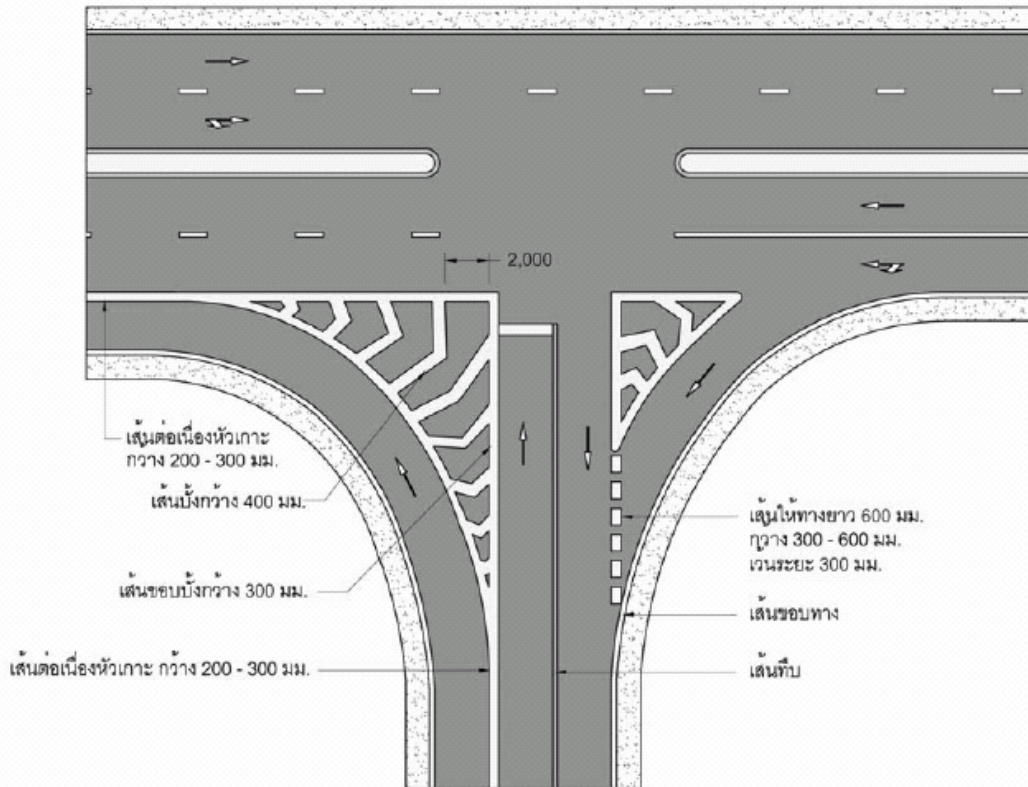 2,000
เส้นต่อเนื่องหัวเกาะ
กว้าง 200 - 300 มม.
เส้นบั้งกว้าง 400 มม.
เส้นขอบบั้งกว้าง 300 มม.
เส้นต่อเนื่องหัวเกาะ กว้าง 200 - 300 มม.
เส้นให้ทางยาว 600 มม.
กว้าง 300 - 600 มม.
เว้นระยะ 300 มม.
เส้นขอบทาง
เส้นทึบ